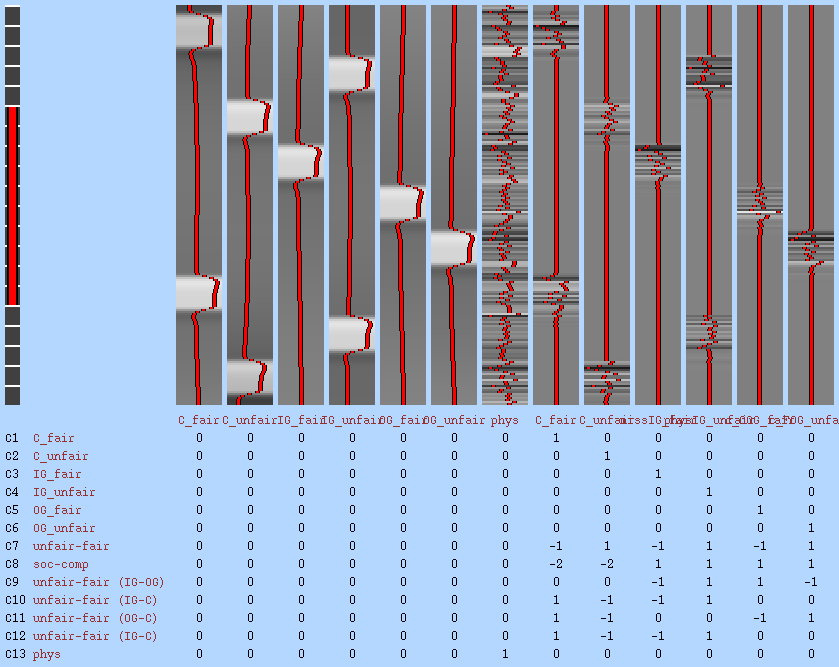 C_fair C_unfair IG_fair IG_unfair OG_fair OG_unfair phys C_fair
C1 C_fair 0 0 0 0 0 0 0 1 0 0 0 0 0
C2 C_unfair 0 0 0 0 0 0 0 0 1 0 0 0 0
C3 IG_fair 0 0 0 0 0 0 0 0 0 1 0 0 0
C4 IG_unfair 0 0 0 0 0 0 0 0 0 0 1 0 0
C5 OG_fair 0 0 0 0 0 0 0 0 0 0 0 1 0
C6 OG_unfair 0 0 0 0 0 0 0 0 0 0 0 0 1
C7 unfair-fair 0 0 0 0 0 0 0 -1 1 -1 1 -1 1
C8 soc-comp 0 0 0 0 0 0 0 -2 -2 1 1 1 1
C9 unfair-fair (IG-OG) 0 0 0 0 0 0 0 0 0 -1 1 1 -1
C10 unfair-fair (IG-C) 0 0 0 0 0 0 0 1 -1 -1 1 0 0
C11 unfair-fair (OG-C) 0 0 0 0 0 0 0 1 -1 0 0 -1 1
C12 unfair-fair (IG-C) 0 0 0 0 0 0 0 1 -1 -1 1 0 0
C13 phys 0 0 0 0 0 0 1 0 0 0 0 0 0